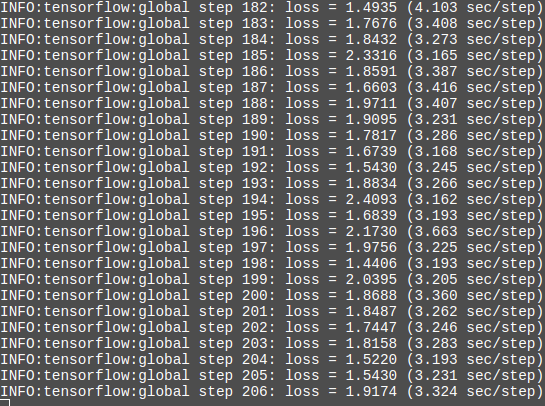 INFO:tensorflow:global step 182: loss = 1.4935 (4.103 sec/step)
INFO:tensorflow:global step 183: loss = 1.7676 (3.408 sec/step)
INFO:tensorflow:global step 184: loss = 1.8432 (3.273 sec/step)
INFO:tensorflow:global step 185: loss = 2.3316 (3.165 sec/step)
INFO:tensorflow:global step 186: loss = 1.8591 (3.387 sec/step)
INFO:tensorflow:global step 187: loss = 1.6603 (3.416 sec/step)
INFO:tensorflow:global step 188: loss = 1.9711 (3.407 sec/step)
INFO:tensorflow:global step 189: loss = 1.9095 (3.231 sec/step)
INFO:tensorflow:global step 190: loss = 1.7817 (3.286 sec/step)
INFO:tensorflow:global step 191: loss = 1.6739 (3.168 sec/step)
INFO:tensorflow:global step 192: loss = 1.5430 (3.245 sec/step)
INFO:tensorflow:global step 193: loss = 1.8834 (3.266 sec/step)
INFO:tensorflow:global step 194: loss = 2.4093 (3.162 sec/step)
INFO:tensorflow:global step 195: loss = 1.6839 (3.193 sec/step)
INFO:tensorflow:global step 196: loss = 2.1730 (3.663 sec/step)
INFO:tensorflow:global step 197: loss = 1.9756 (3.225 sec/step)
INFO:tensorflow:global step 198: loss = 1.4406 (3.193 sec/step)
INFO:tensorflow:global step 199: loss = 2.0395 (3.205 sec/step)
INFO:tensorflow:global step 200: loss = 1.8688 (3.360 sec/step)
INFO:tensorflow:global step 201: loss = 1.8487 (3.262 sec/step)
INFO:tensorflow:global step 202: loss = 1.7447 (3.246 sec/step)
INFO:tensorflow:global step 203: loss = 1.8158 (3.283 sec/step)
INFO:tensorflow:global step 204: loss = 1.5220 (3.193 sec/step)
INFO:tensorflow:global step 205: loss = 1.5430 (3.231 sec/step)
INFO:tensorflow:global step 206: loss = 1.9174 (3.324 sec/step)